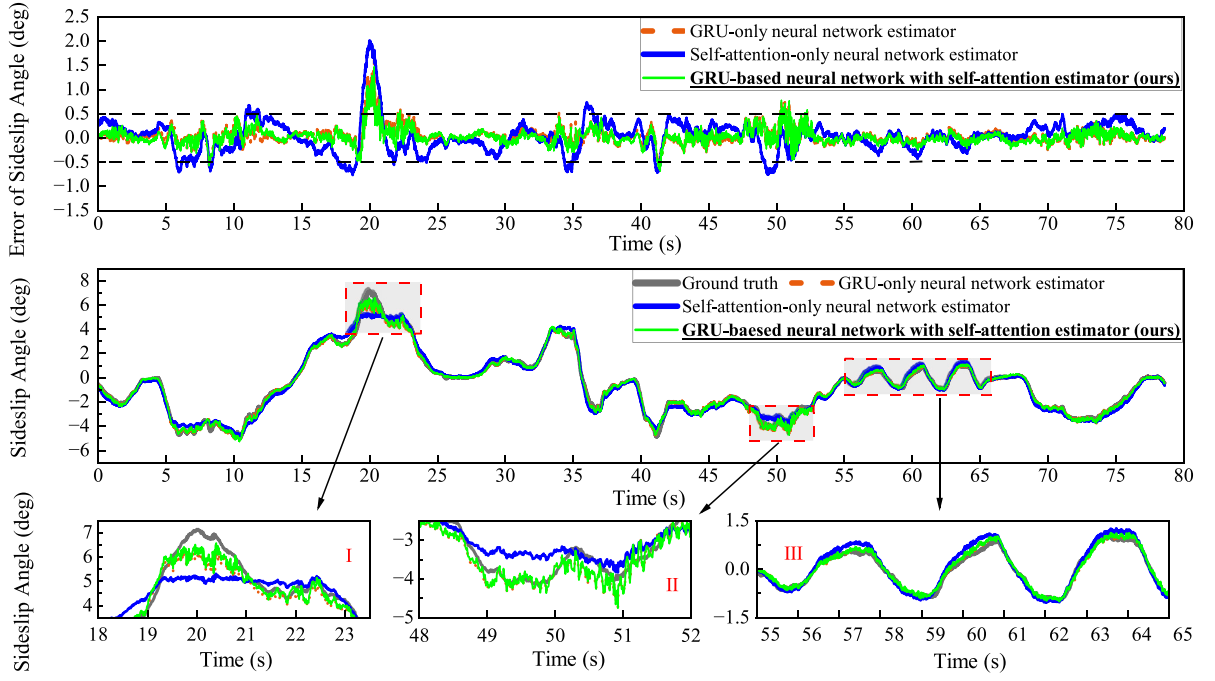 Error of Sideslip Angle (deg)
2.5
2.0
1.5
1.0
0.5
0.0
−0.5
−1.0
−1.5
GRU-only neural network estimator
Self-attention-only neural network estimator
GRU-based neural network with self-attention estimator (ours)
0 5 10 15 20 25 30 35 40 45 50 55 60 65 70 75 80
Time (s)
Sideslip Angle (deg)
8
6
4
2
0
−2
−4
−6
Ground truth GRU-only neural network estimator
Self-attention-only neural network estimator
GRU-baesed neural network with self-attention estimator (ours)
0 5 10 15 20 25 30 35 40 45 50 55 60 65 70 75 80
Time (s)
Sideslip Angle (deg)
7
6
5
4
I
18 19 20 21 22 23
Time (s)
−3
−4
−5
II
48 49 50 51 52
Time (s)
1.5
0.0
−1.5
III
55 56 57 58 59 60 61 62 63 64 65
Time (s)